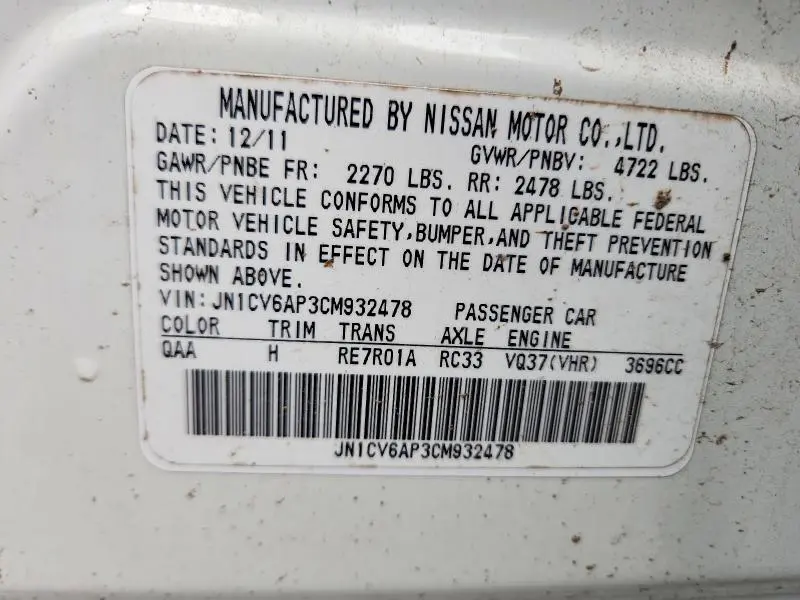 MANUFACTURED BY NISSAN MOTOR CO.,LTD.
DATE: 12/11 GVWR/PNBV: 4722 LBS.
GAWR/PNBE FR: 2270 LBS. RR: 2478 LBS.
THIS VEHICLE CONFORMS TO ALL APPLICABLE FEDERAL
MOTOR VEHICLE SAFETY,BUMPER,AND THEFT PREVENTION
STANDARDS IN EFFECT ON THE DATE OF MANUFACTURE
SHOWN ABOVE.
VIN: JN1CV6AP3CM932478 PASSENGER CAR
COLOR TRIM TRANS AXLE ENGINE
QAA H RE7R01A RC33 VQ37(VHR) 3696CC
JN1CV6AP3CM932478